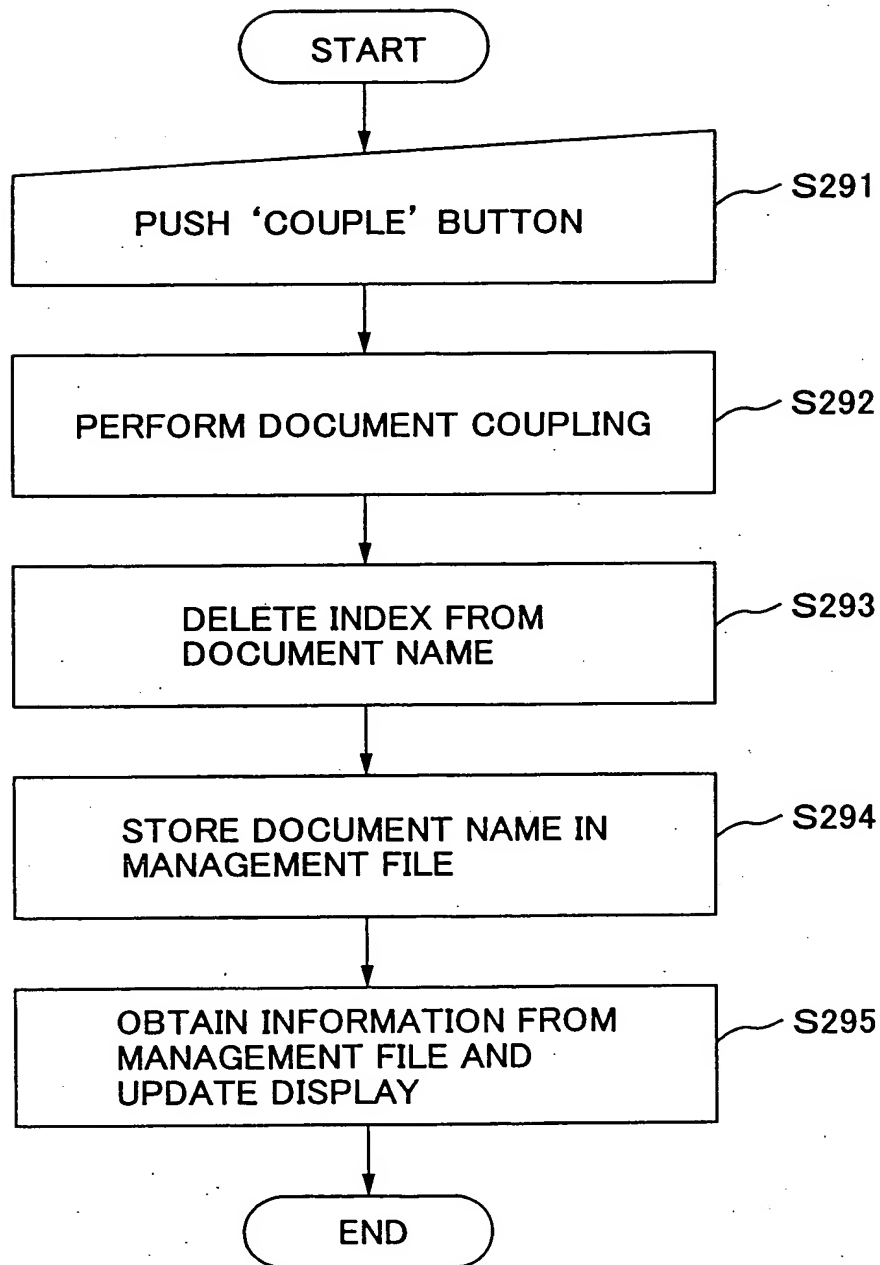 START
PUSH ‘COUPLE’ BUTTON
S291
PERFORM DOCUMENT COUPLING
S292
DELETE INDEX FROM
DOCUMENT NAME
S293
STORE DOCUMENT NAME IN
MANAGEMENT FILE
S294
OBTAIN INFORMATION FROM
MANAGEMENT FILE AND
UPDATE DISPLAY
S295
END